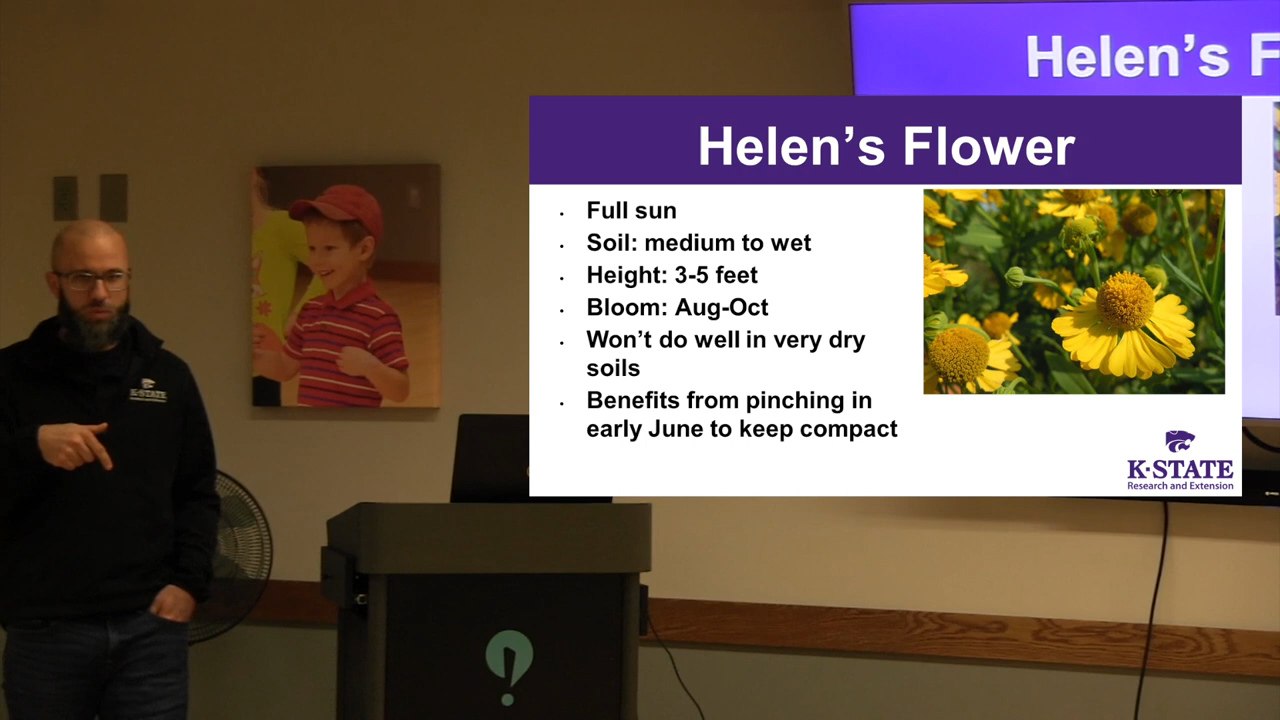 Helen's F
Helen's Flower
• Full sun
• Soil: medium to wet
• Height: 3-5 feet
• Bloom: Aug-Oct
• Won't do well in very dry
soils
• Benefits from pinching in
early June to keep compact
K-STATE
Research and Extension
K-STATE